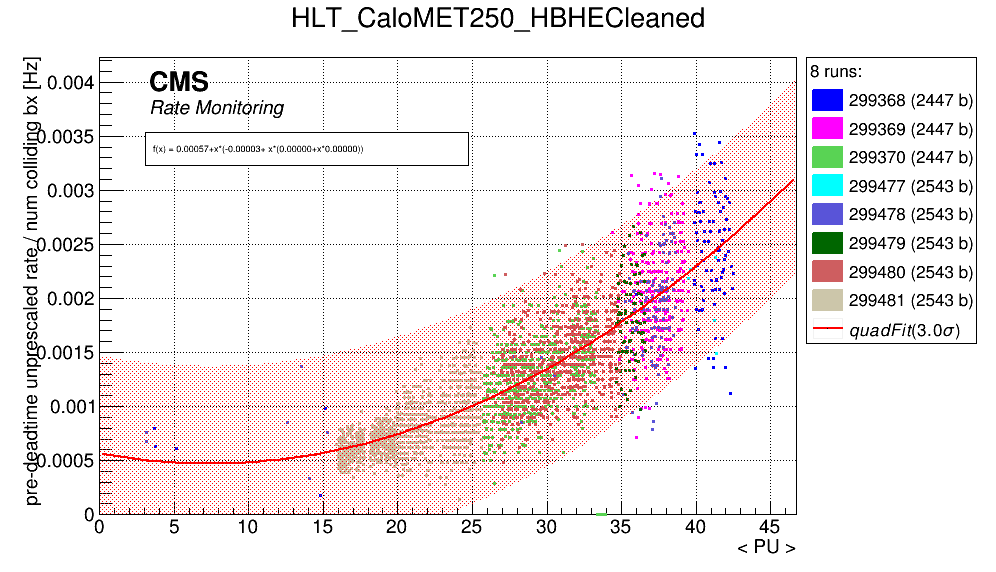 HLT_CaloMET250_HBHECleaned
pre-deadtime unprescaled rate / num colliding bx [Hz]
0.004
0.0035
0.003
0.0025
0.002
0.0015
0.001
0.0005
0
CMS
Rate Monitoring
f(x) = 0.00057+x*(-0.00003+ x*(0.00000+x*0.00000))
0 5 10 15 20 25 30 35 40 45
< PU >
8 runs:
299368 (2447 b)
299369 (2447 b)
299370 (2447 b)
299477 (2543 b)
299478 (2543 b)
299479 (2543 b)
299480 (2543 b)
299481 (2543 b)
quadFit(3.0σ)